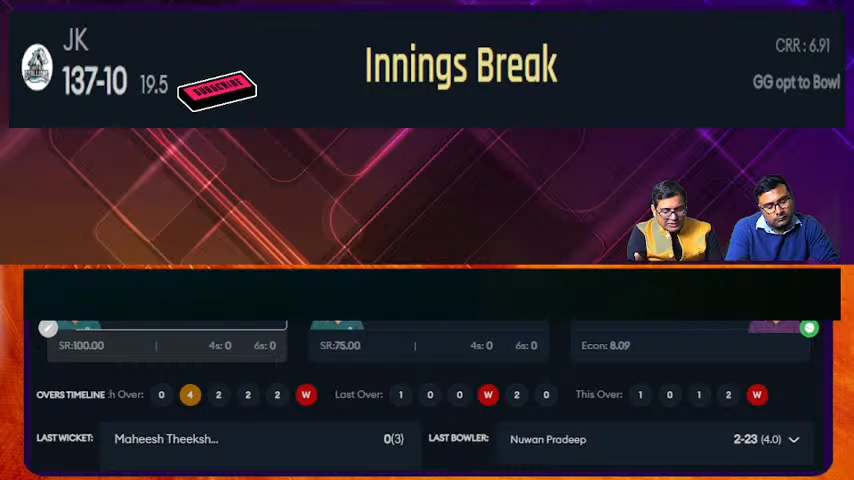 JK
137-10 19.5
SUBSCRIBE
Innings Break
CRR : 6.91
GG opt to Bowl
SR:100.00 | 4s: 0 6s: 0
SR:75.00 | 4s: 0 6s: 0
Econ: 8.09
OVERS TIMELINE :h Over: 0 4 2 2 2 W Last Over: 1 0 0 W 2 0 This Over: 1 0 1 2 W
LAST WICKET: Maheesh Theeksh... 0(3) LAST BOWLER: Nuwan Pradeep 2-23 (4.0)